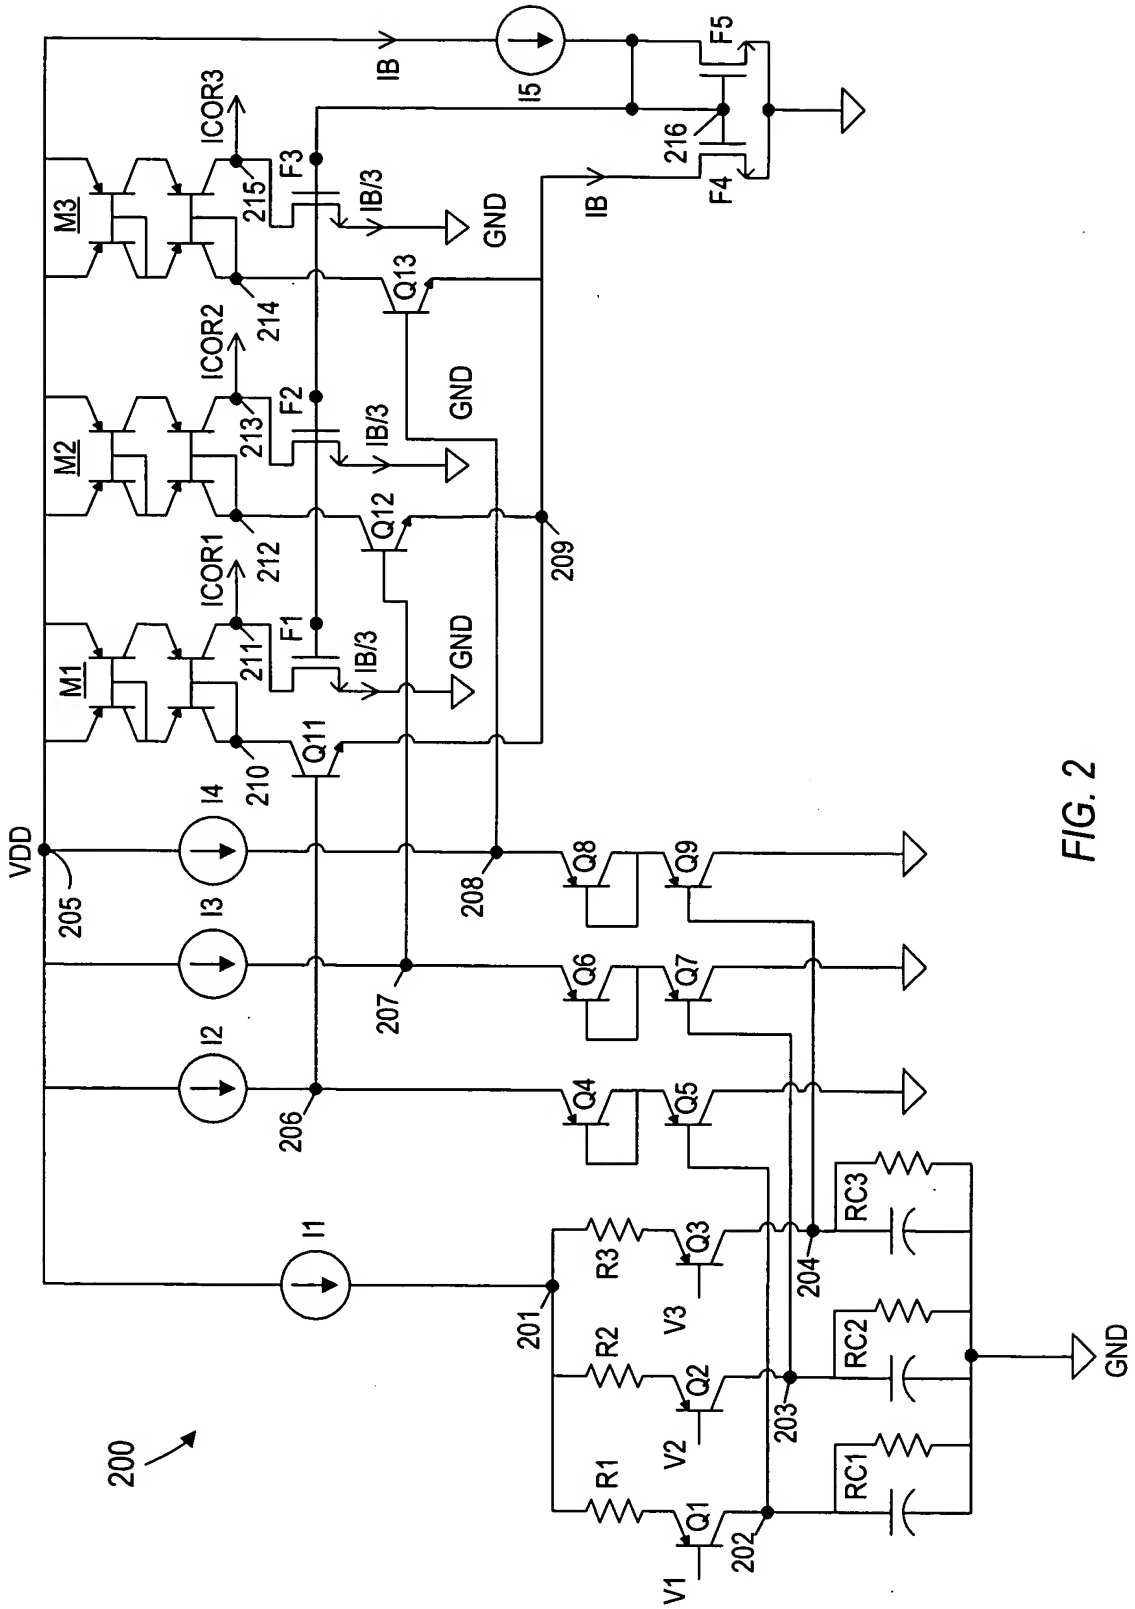 VDD
205
I1
I2
I3
I4
M1
M2
M3
210
211
ICOR1
212
213
ICOR2
214
215
ICOR3
F1
F2
F3
IB/3
IB/3
IB/3
GND
GND
GND
Q11
Q12
Q13
IB
I5
IB
216
F4
F5
206
207
208
209
Q4
Q6
Q8
Q5
Q7
Q9
200
201
R1
R2
R3
V1
V2
V3
Q1
Q2
Q3
202
203
204
RC1
RC2
RC3
GND
FIG. 2